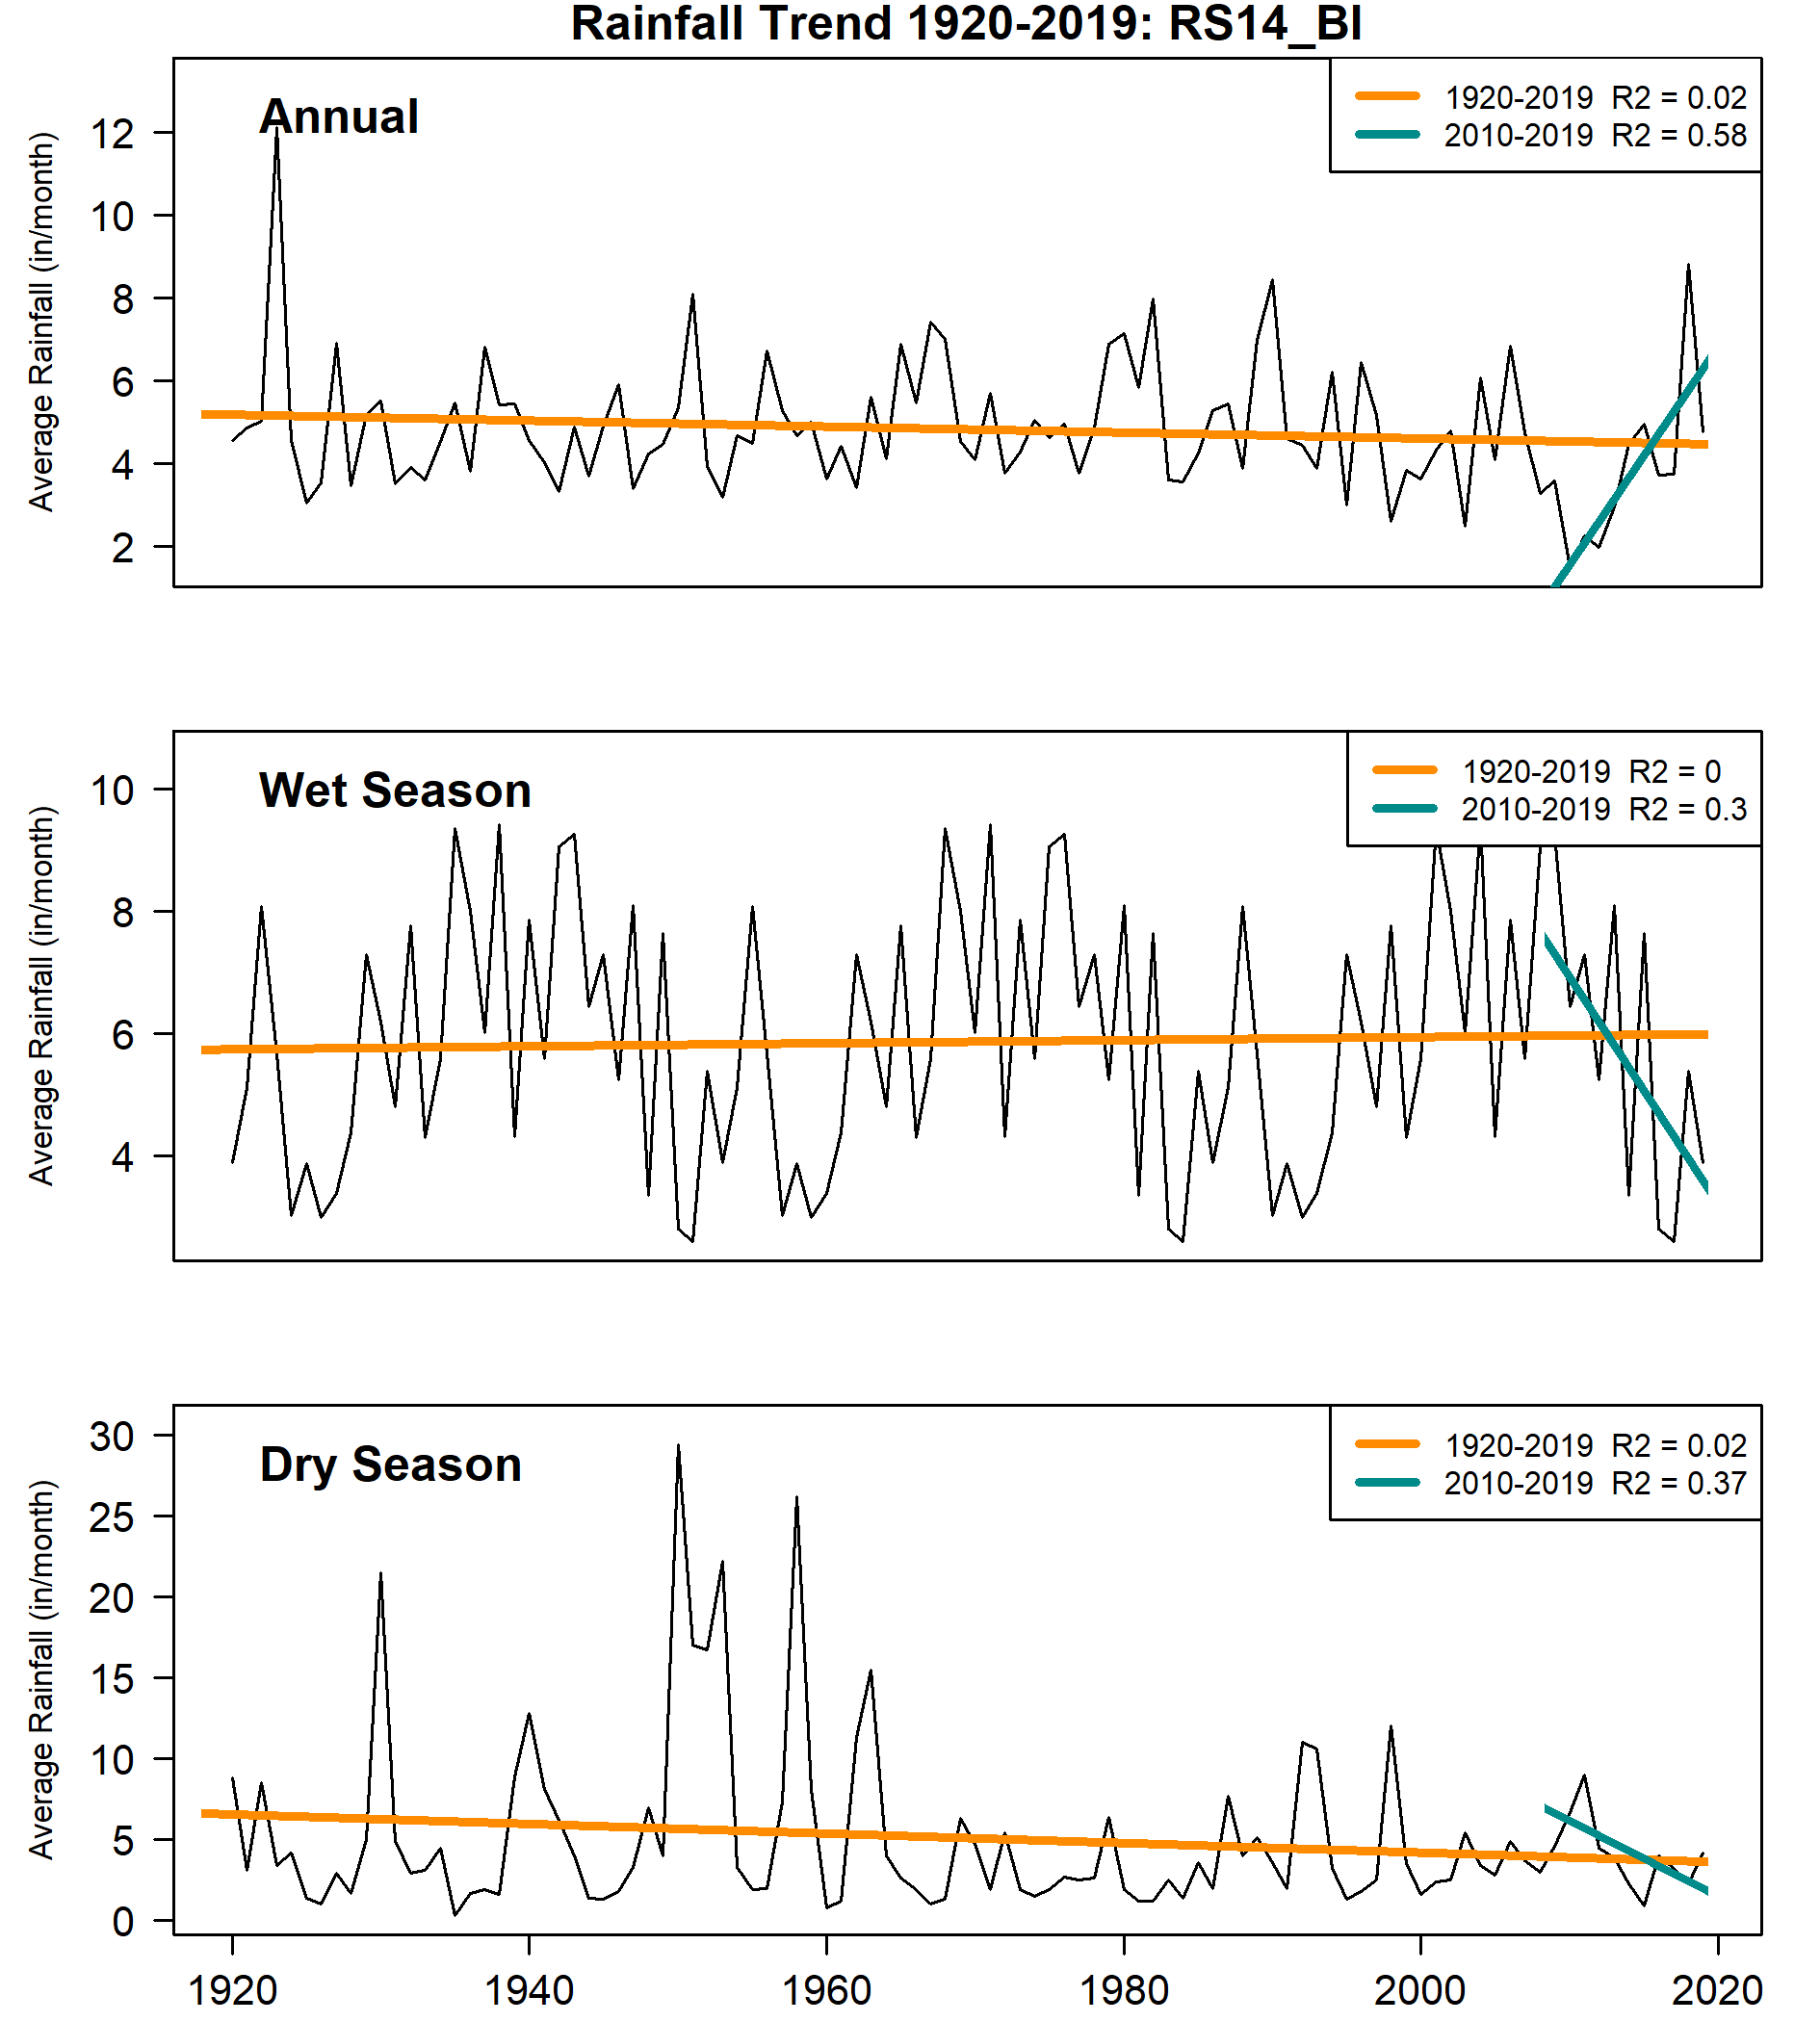 Rainfall Trend 1920-2019: RS14_BI
Annual
1920-2019 R2 = 0.02
2010-2019 R2 = 0.58
Average Rainfall (in/month)
12
10
8
6
4
2
Wet Season
1920-2019 R2 = 0
2010-2019 R2 = 0.3
Average Rainfall (in/month)
10
8
6
4
Dry Season
1920-2019 R2 = 0.02
2010-2019 R2 = 0.37
Average Rainfall (in/month)
30
25
20
15
10
5
0
1920 1940 1960 1980 2000 2020